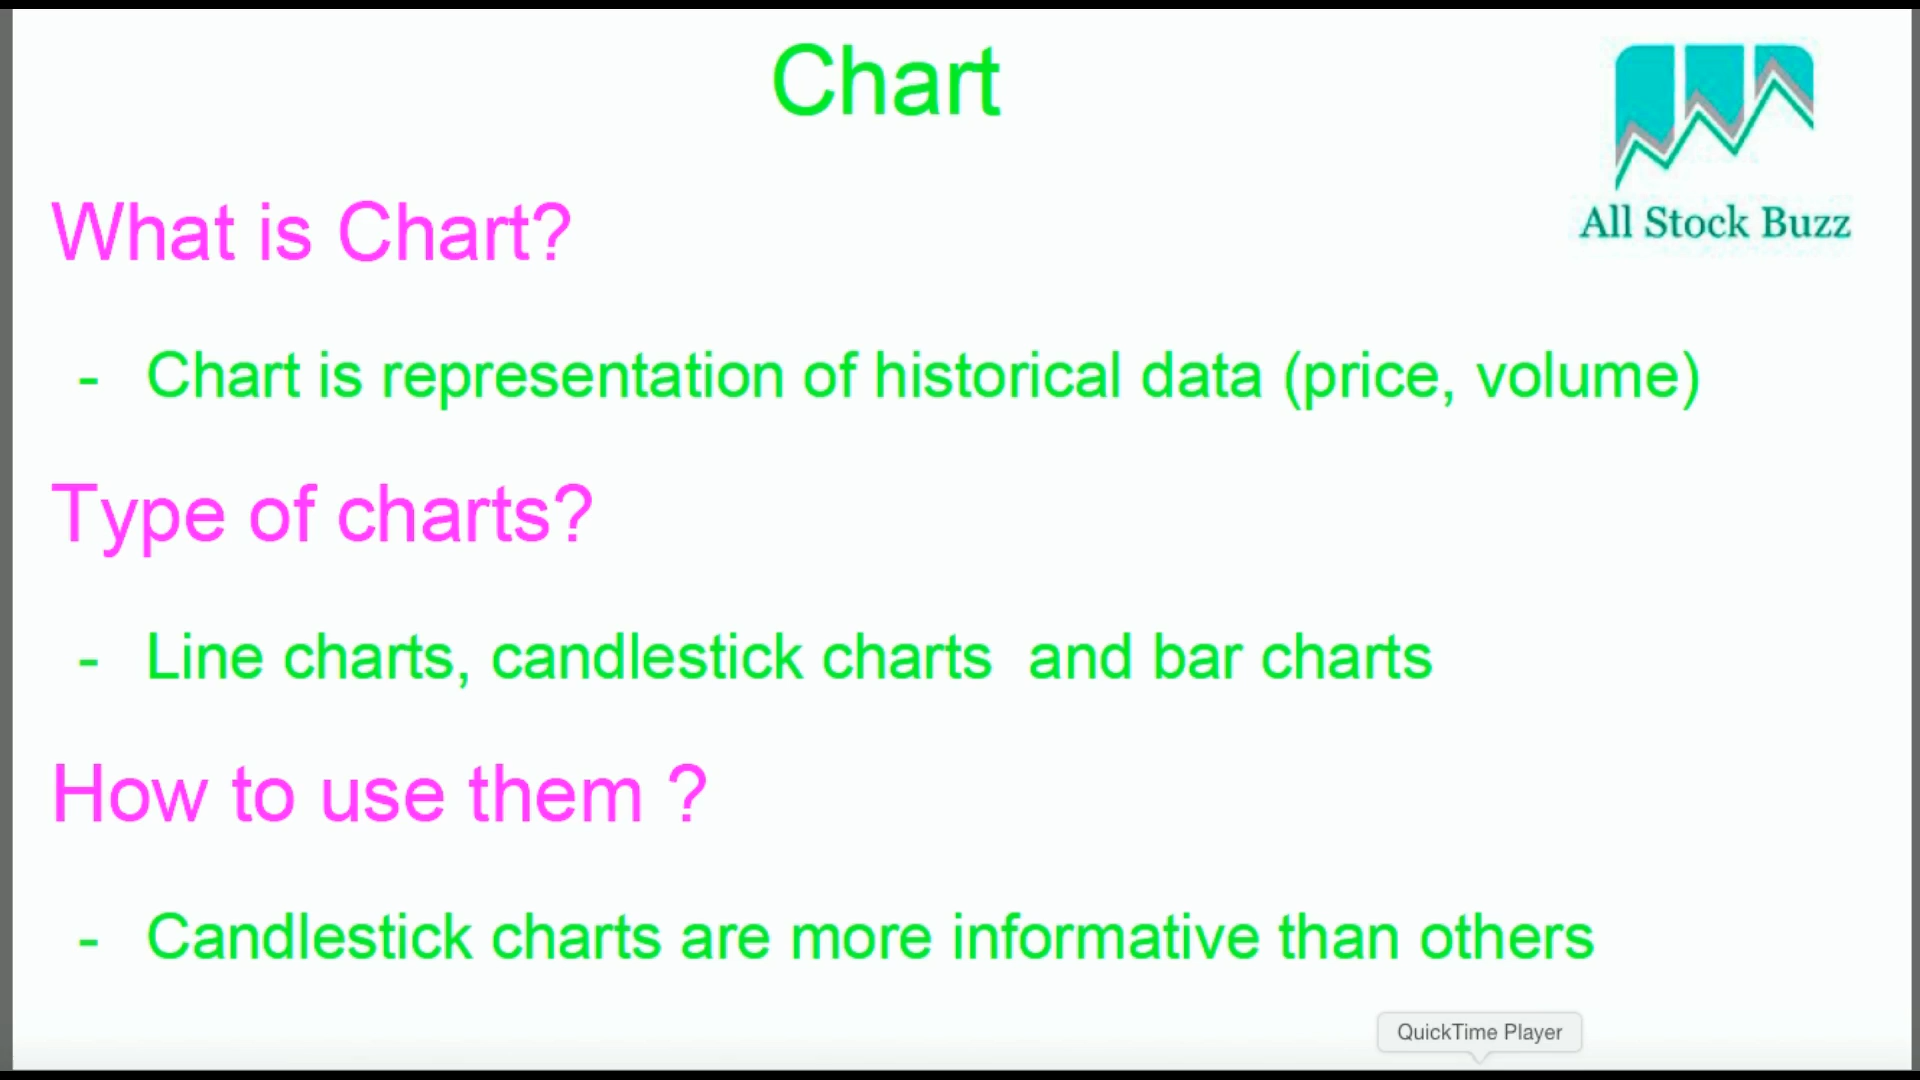 Chart
All Stock Buzz
What is Chart?
- Chart is representation of historical data (price, volume)
Type of charts?
- Line charts, candlestick charts  and bar charts
How to use them ?
- Candlestick charts are more informative than others
QuickTime Player